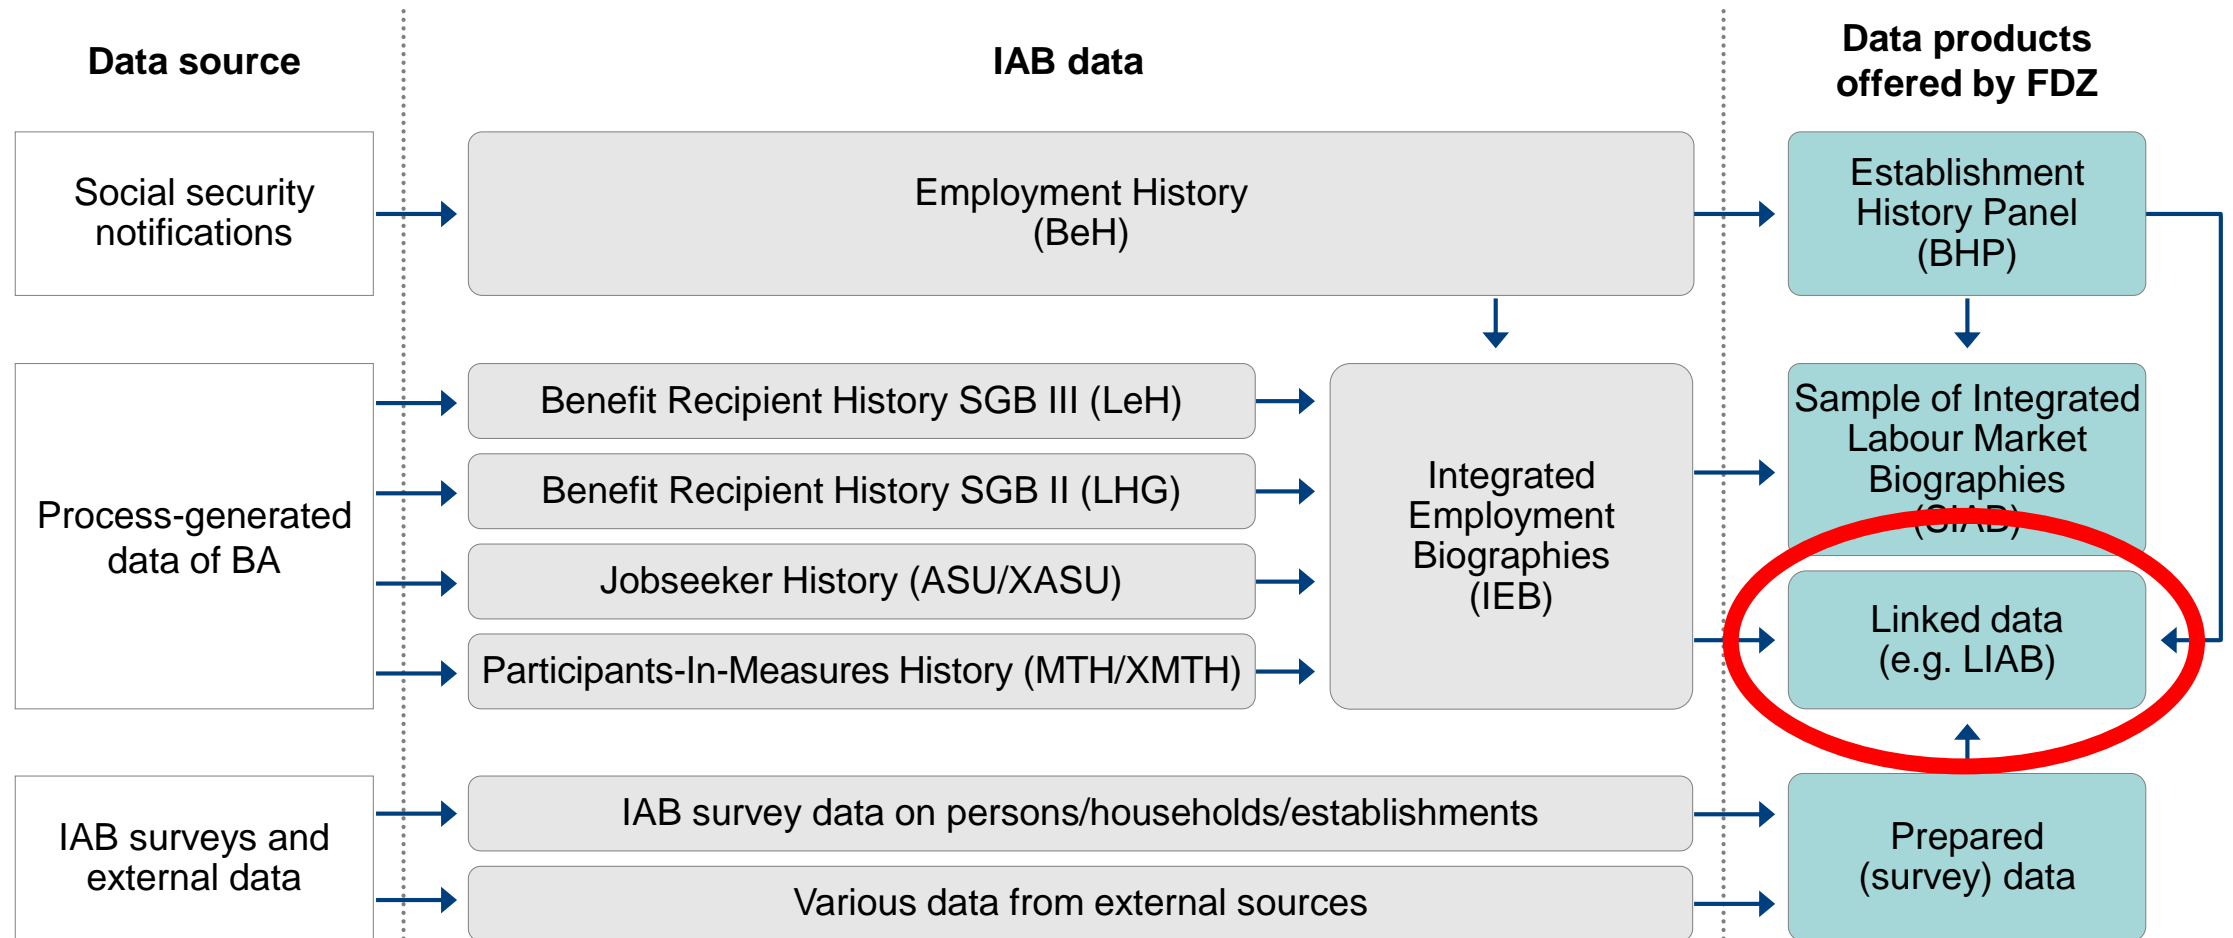 Data source
IAB data
Data products
offered by FDZ
Social security
notifications
Employment History
(BeH)
Establishment
History Panel
(BHP)
Process-generated
data of BA
Benefit Recipient History SGB III (LeH)
Benefit Recipient History SGB II (LHG)
Jobseeker History (ASU/XASU)
Participants-In-Measures History (MTH/XMTH)
Integrated
Employment
Biographies
(IEB)
Sample of Integrated
Labour Market
Biographies
(SIAB)
Linked data
(e.g. LIAB)
IAB surveys and
external data
IAB survey data on persons/households/establishments
Various data from external sources
Prepared
(survey) data